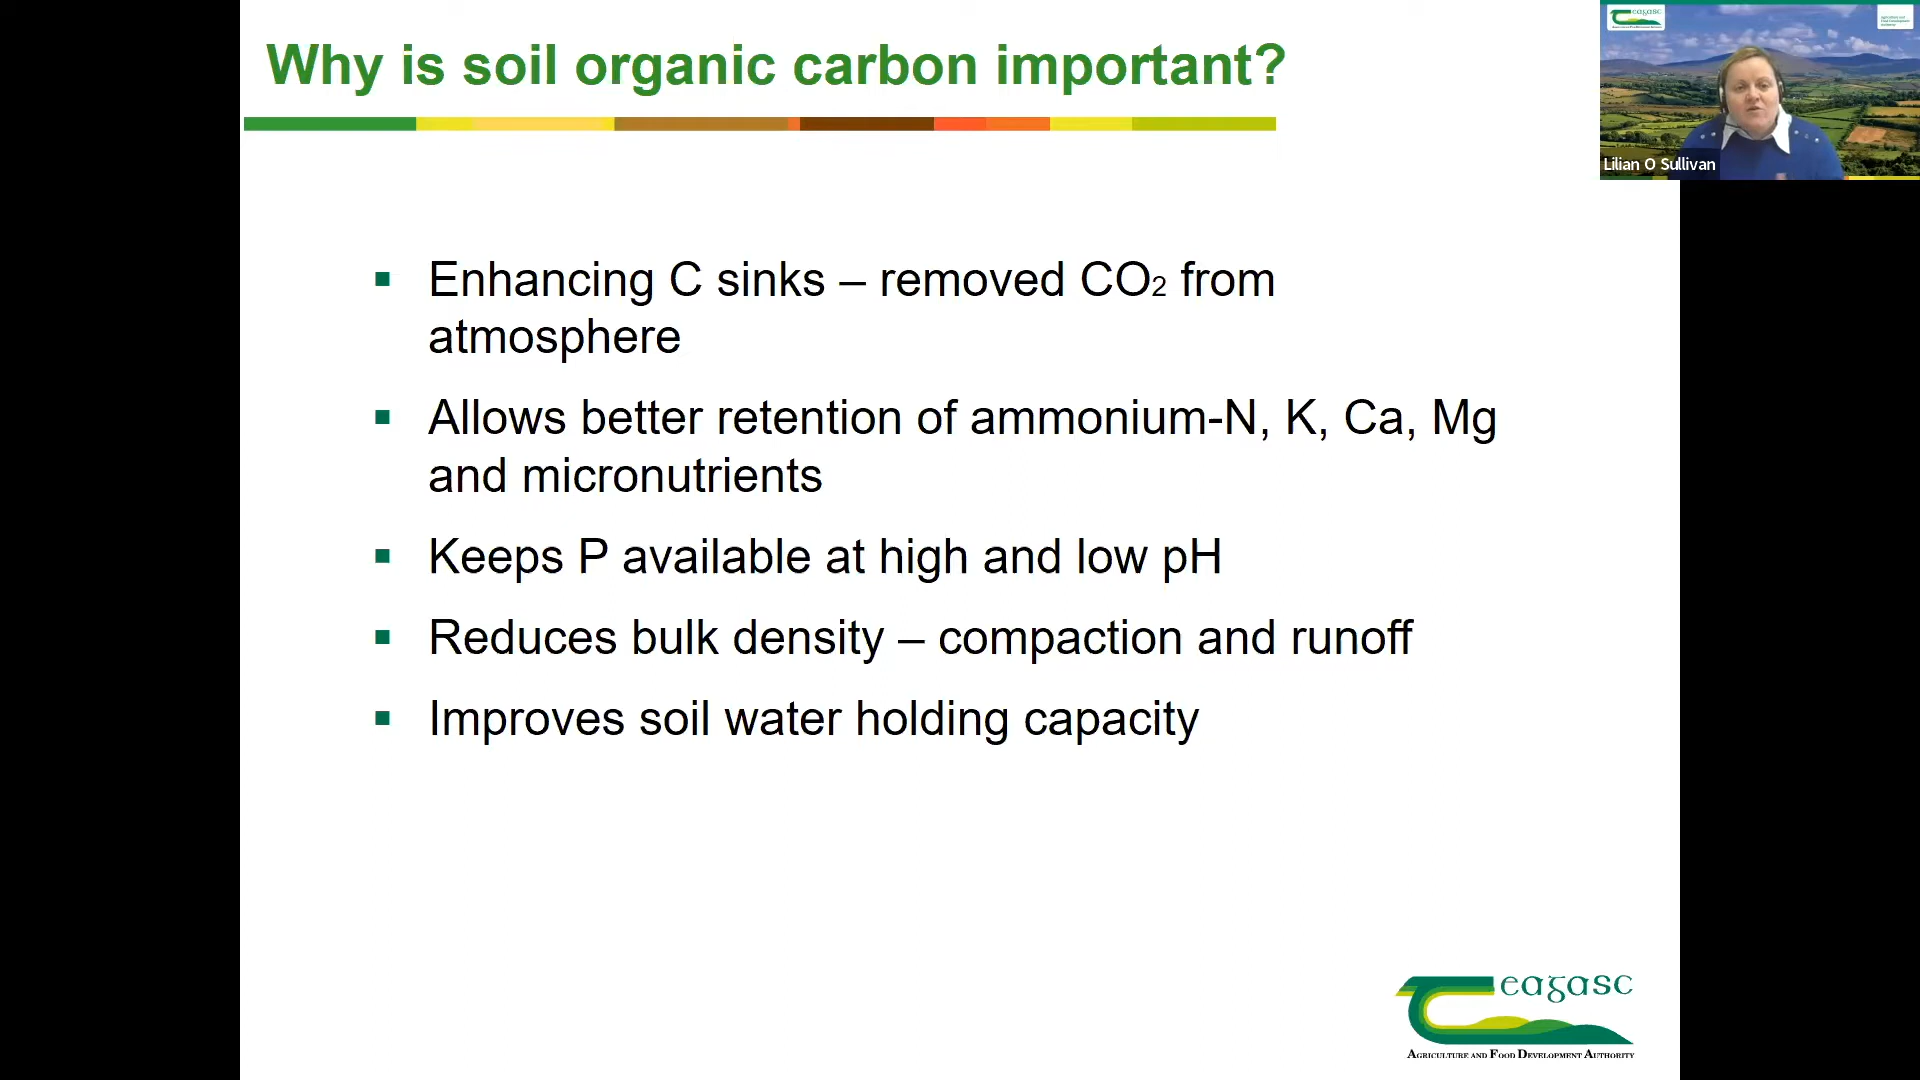 Why is soil organic carbon important?
Enhancing C sinks – removed CO2 from
atmosphere
Allows better retention of ammonium-N, K, Ca, Mg
and micronutrients
Keeps P available at high and low pH
Reduces bulk density – compaction and runoff
Improves soil water holding capacity
eagasc
AGRICULTURE AND FOOD DEVELOPMENT AUTHORITY
eagasc
Lilian O Sullivan